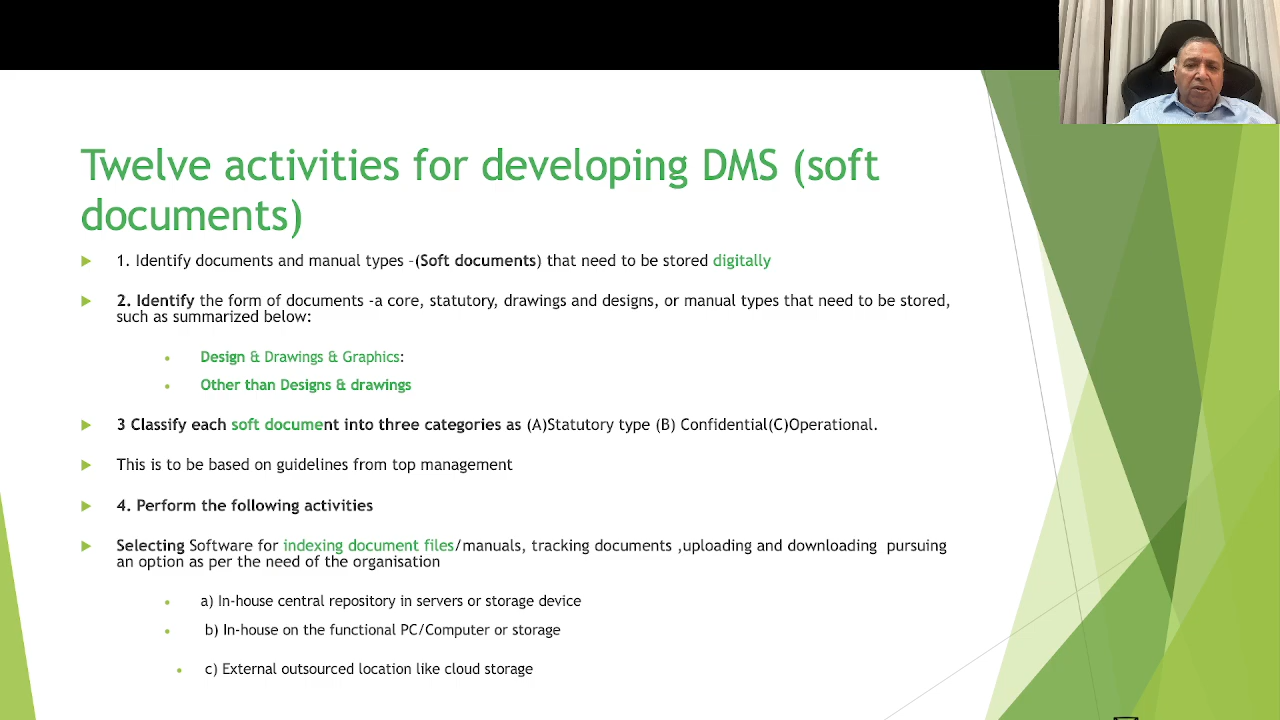 Twelve activities for developing DMS (soft
documents)
1. Identify documents and manual types –(Soft documents) that need to be stored digitally
2. Identify the form of documents -a core, statutory, drawings and designs, or manual types that need to be stored,
such as summarized below:
Design & Drawings & Graphics:
Other than Designs & drawings
3 Classify each soft document into three categories as (A)Statutory type (B) Confidential(C)Operational.
This is to be based on guidelines from top management
4. Perform the following activities
Selecting Software for indexing document files/manuals, tracking documents ,uploading and downloading pursuing
an option as per the need of the organisation
a) In-house central repository in servers or storage device
b) In-house on the functional PC/Computer or storage
c) External outsourced location like cloud storage